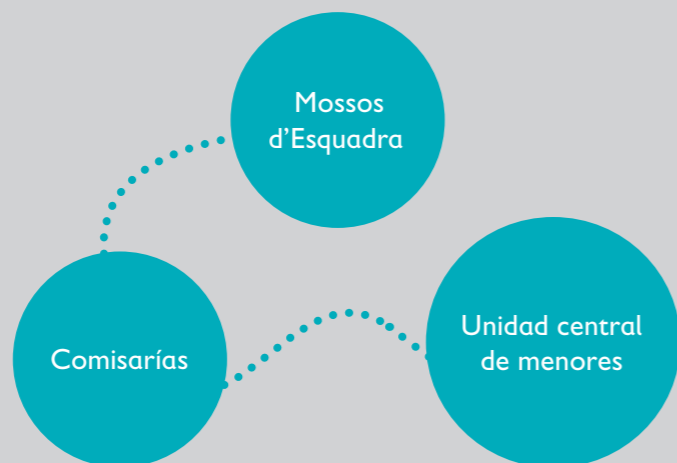 Mossos
d’Esquadra
Comisarías
Unidad central
de menores